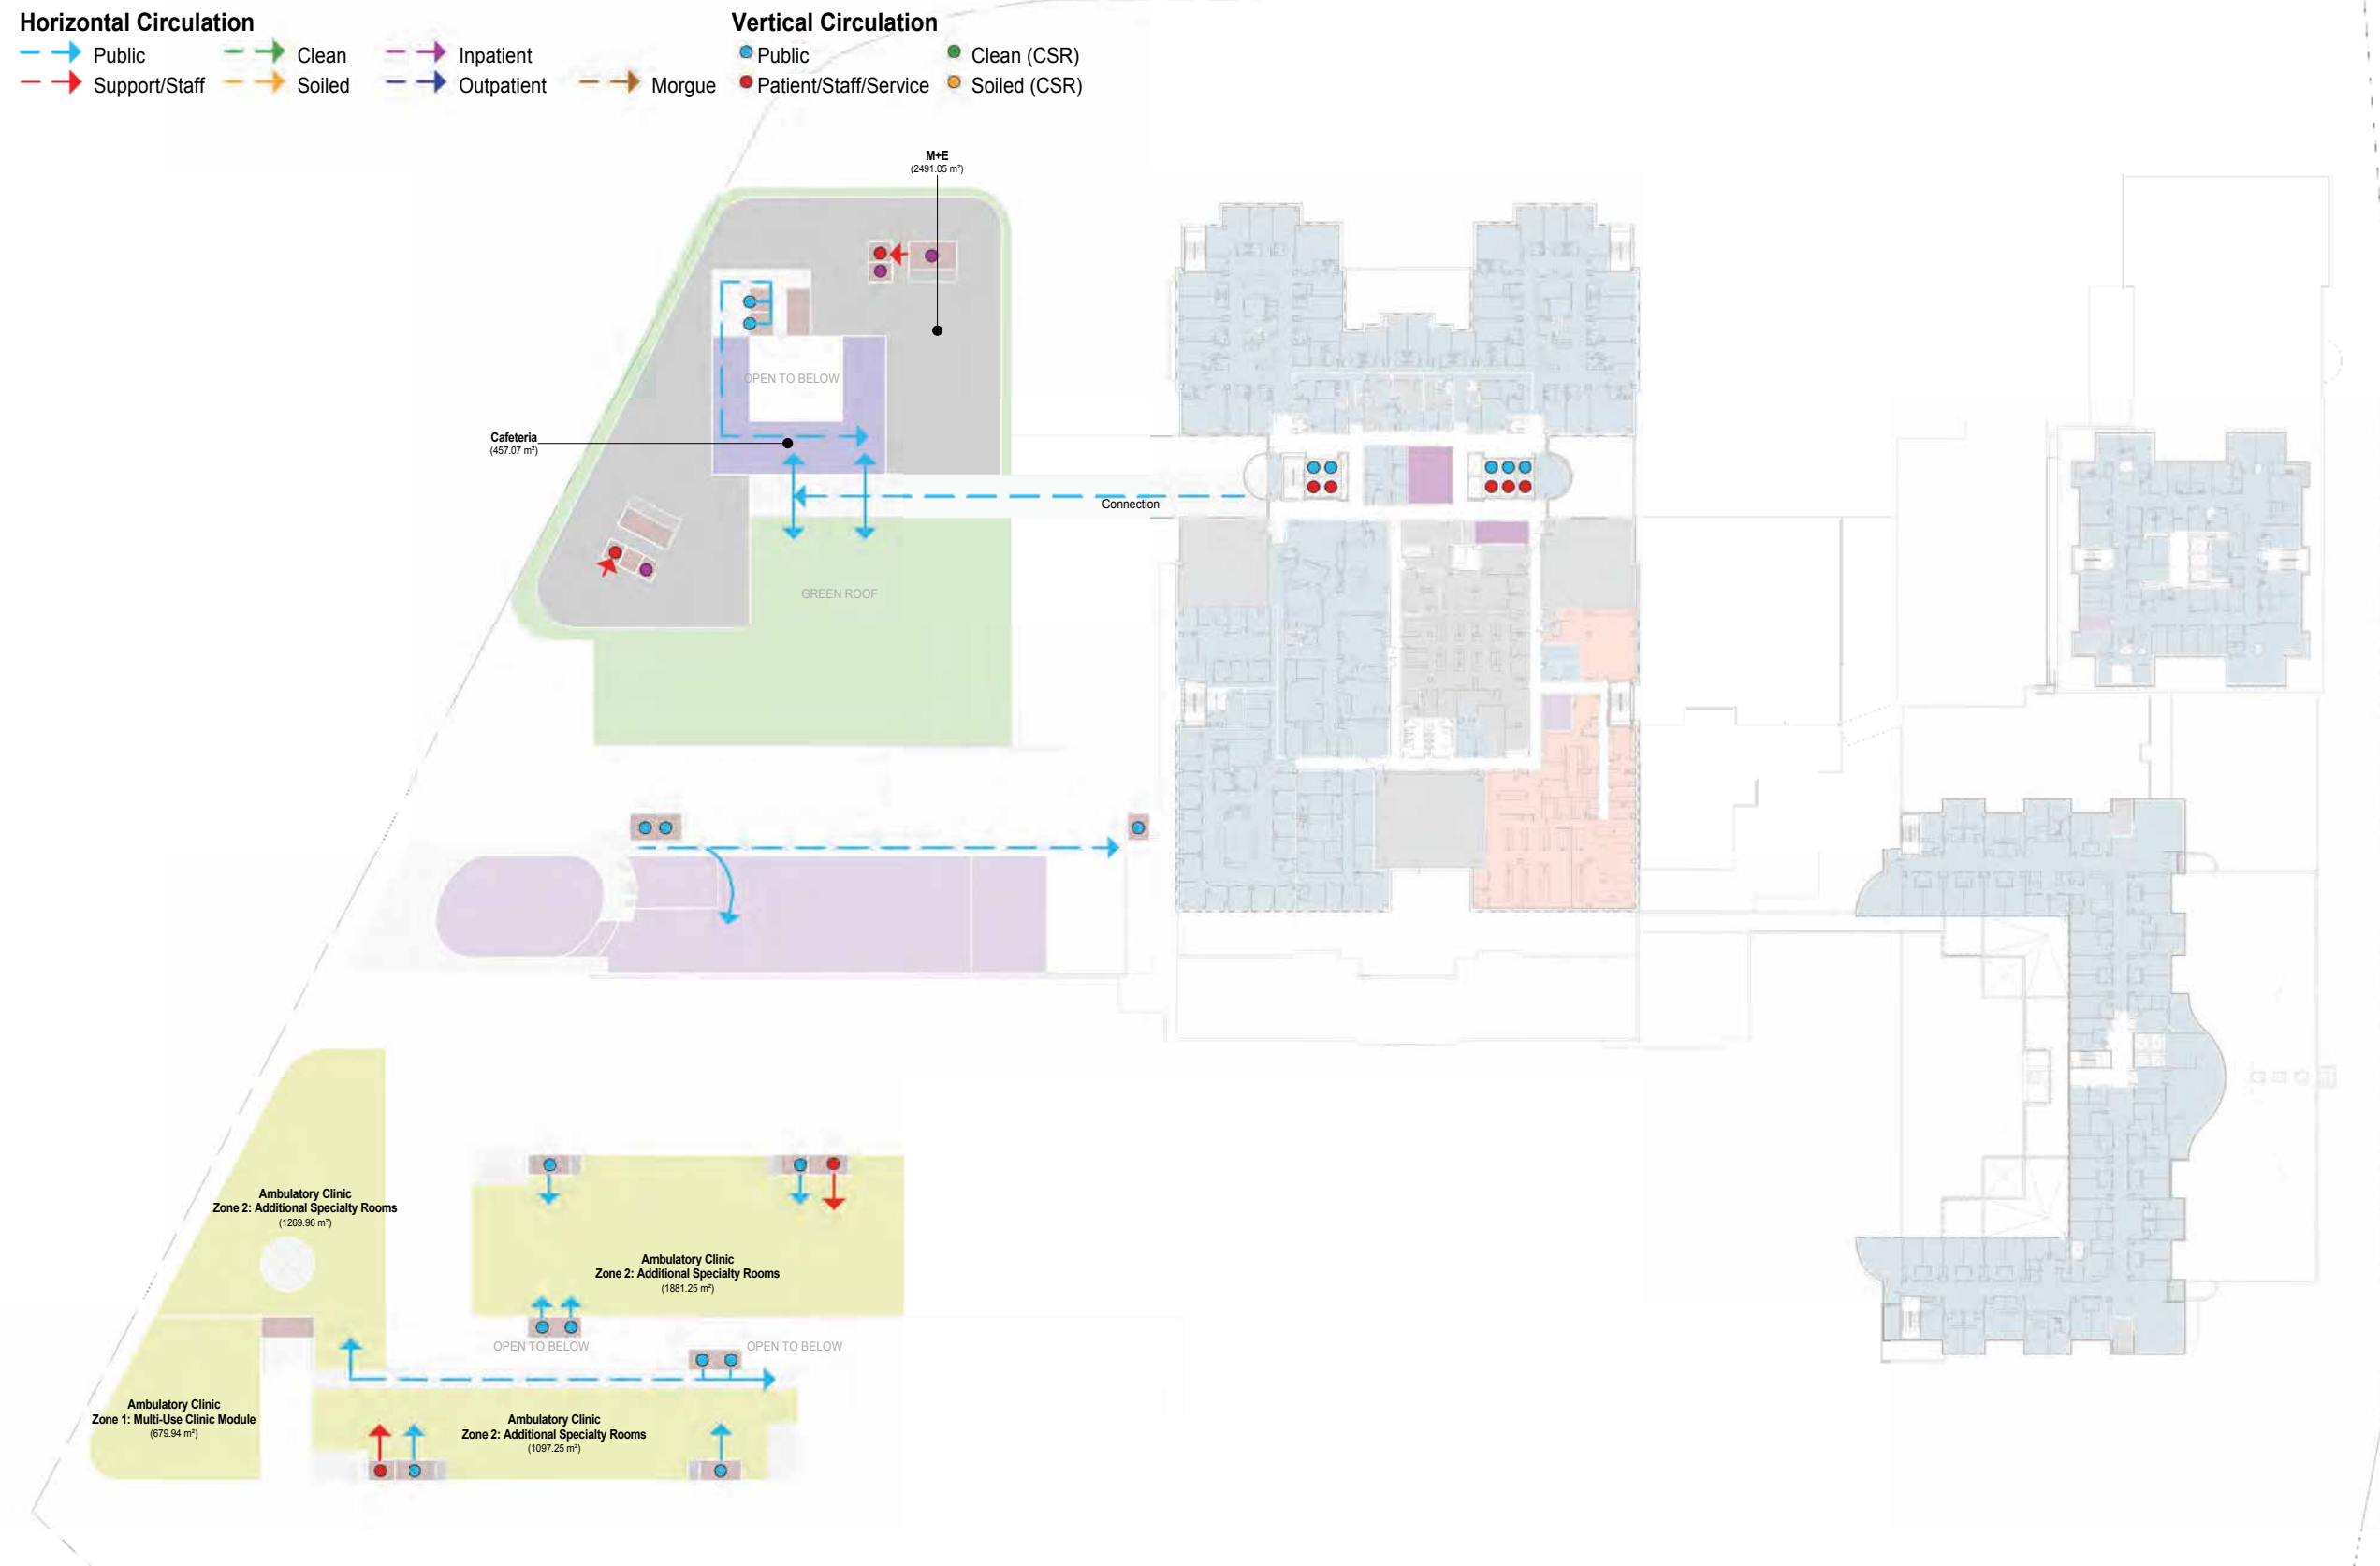 Horizontal Circulation
Public
Clean
Inpatient
Support/Staff
Soiled
Outpatient
Morgue
Vertical Circulation
Public
Clean (CSR)
Patient/Staff/Service
Soiled (CSR)
M+E
(2491.05 m²)
OPEN TO BELOW
Cafeteria
(457.07 m²)
Connection
GREEN ROOF
Ambulatory Clinic
Zone 2: Additional Specialty Rooms
(1269.96 m²)
Ambulatory Clinic
Zone 2: Additional Specialty Rooms
(1881.25 m²)
OPEN TO BELOW
OPEN TO BELOW
Ambulatory Clinic
Zone 1: Multi-Use Clinic Module
(679.94 m²)
Ambulatory Clinic
Zone 2: Additional Specialty Rooms
(1097.25 m²)